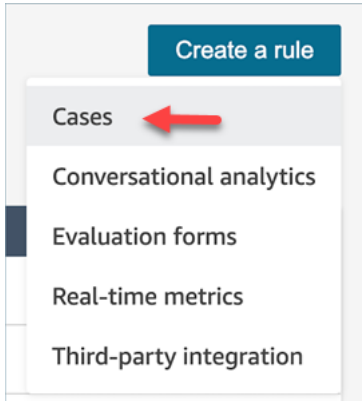 Create a rule
Cases
Conversational analytics
Evaluation forms
Real-time metrics
Third-party integration